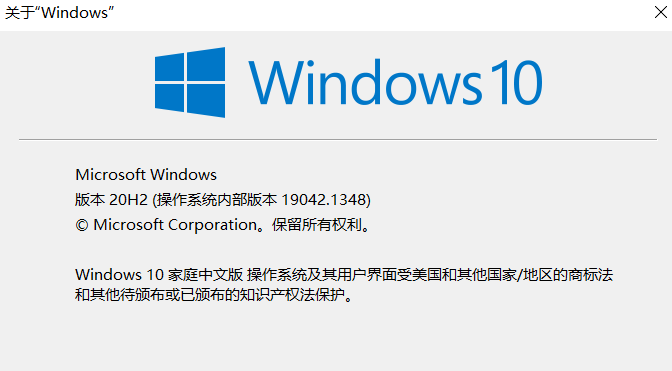 关于“Windows”
Windows 10
Microsoft Windows
版本 20H2 (操作系统内部版本 19042.1348)
© Microsoft Corporation。保留所有权利。
Windows 10 家庭中文版 操作系统及其用户界面受美国和其他国家/地区的商标法
和其他待颁布或已颁布的知识产权法保护。